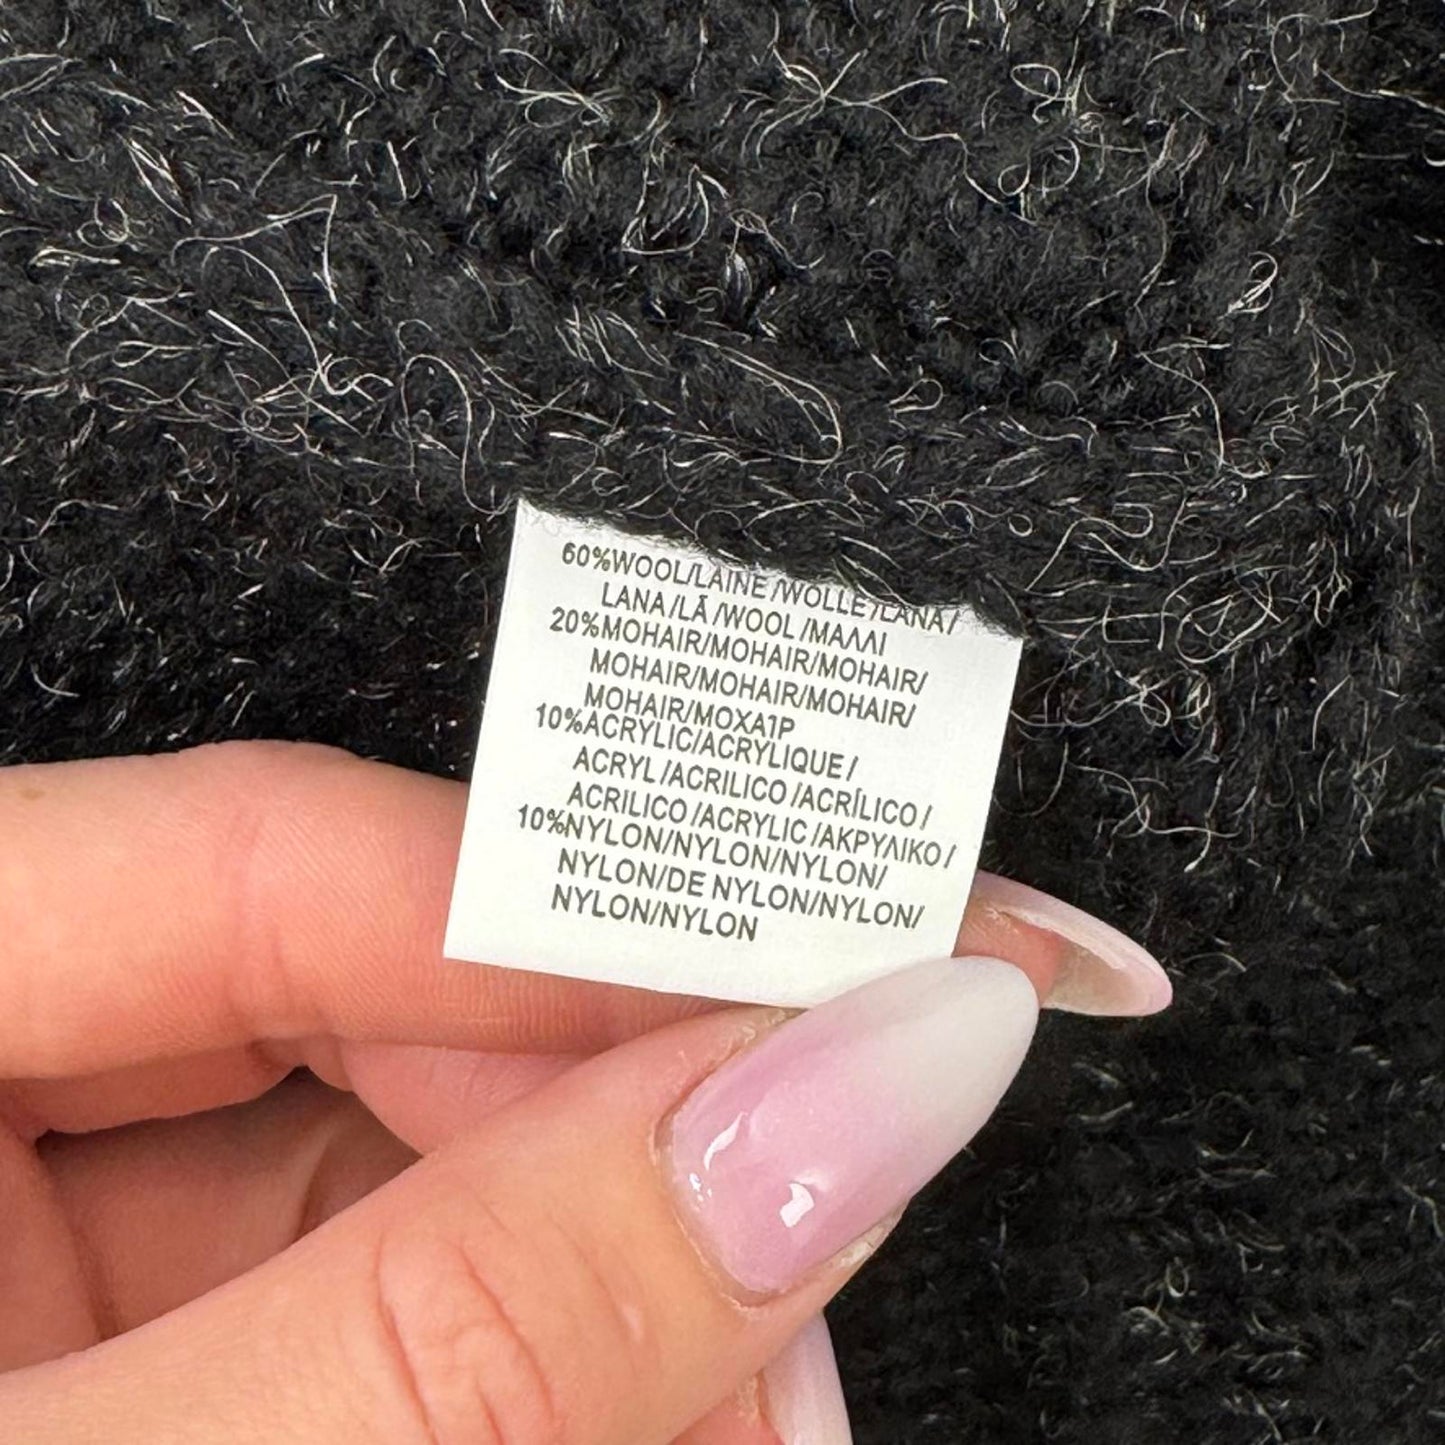 60%WOOL/LAINE/WOLLE/LANA/
LANA/LÃ/WOOL/ΜΑΛΛΙ
20%MOHAIR/MOHAIR/MOHAIR/
MOHAIR/MOHAIR/MOHAIR/
MOHAIR/ΜΟΧΑ1Ρ
10%ACRYLIC/ACRYLIQUE/
ACRYL/ACRILICO/ACRÍLICO/
ACRILICO/ACRYLIC/ΑΚΡΥΛΙΚΟ/
10%NYLON/NYLON/NYLON/
NYLON/DE NYLON/NYLON/
NYLON/NYLON